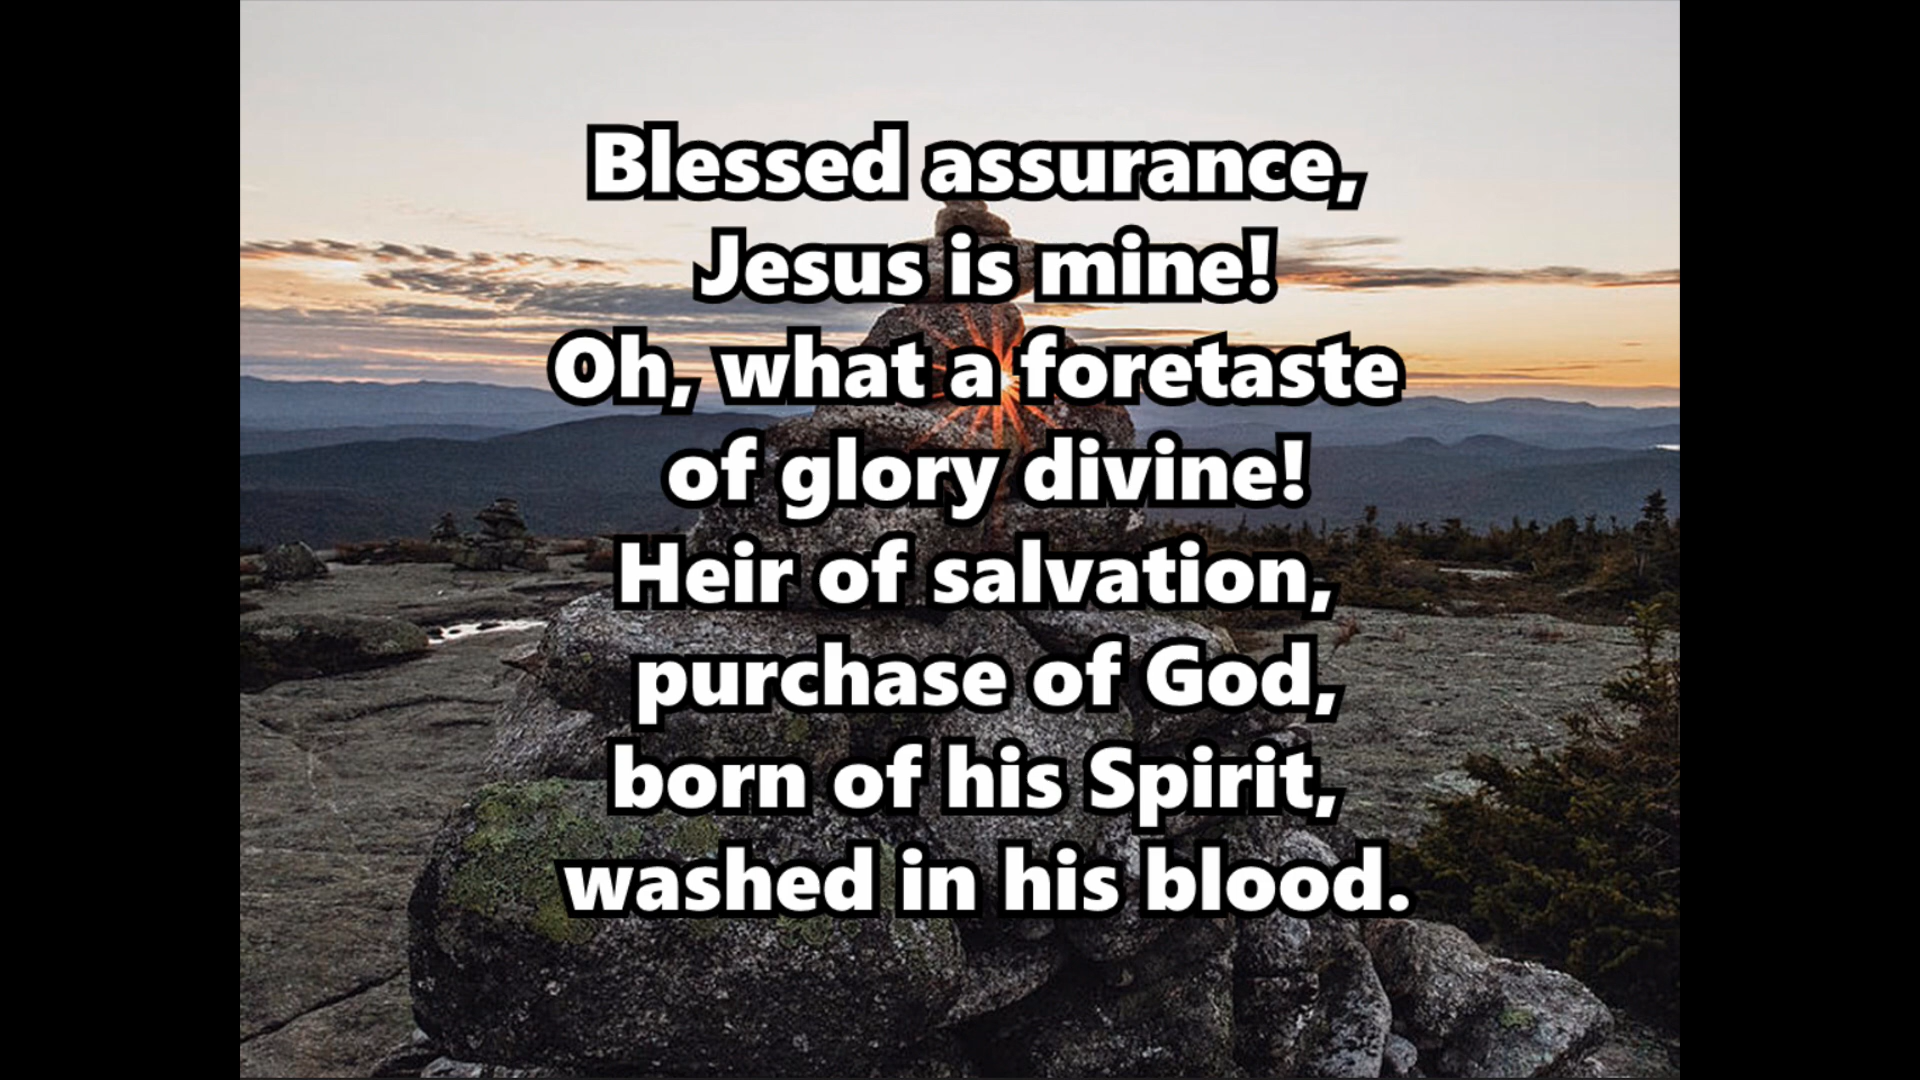 Blessed assurance,
Jesus is mine!
Oh, what a foretaste
of glory divine!
Heir of salvation,
purchase of God,
born of his Spirit,
washed in his blood.